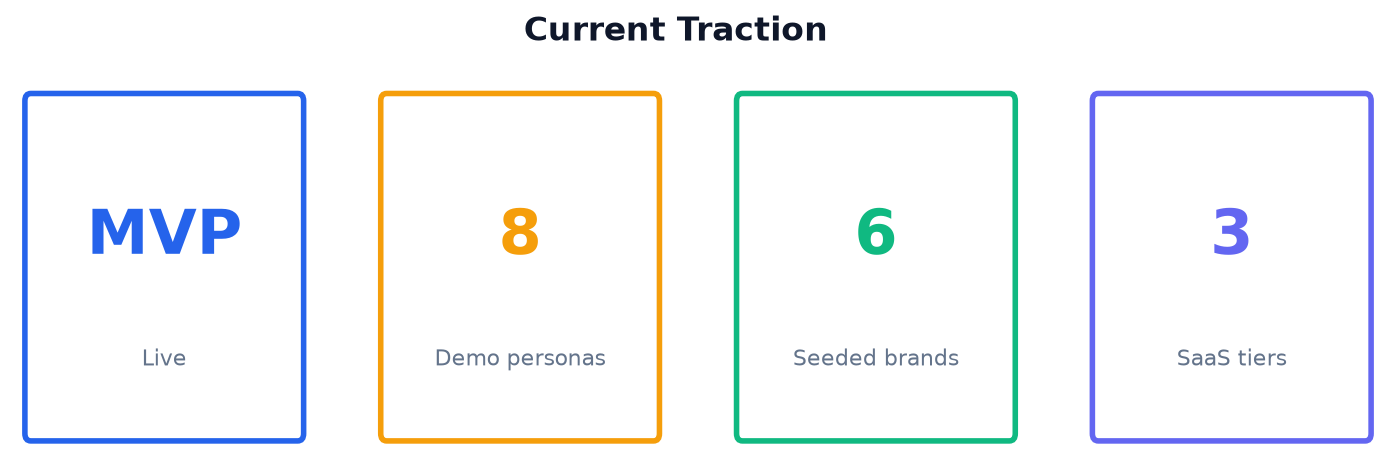 Current Traction
MVP
Live
8
Demo personas
6
Seeded brands
3
SaaS tiers